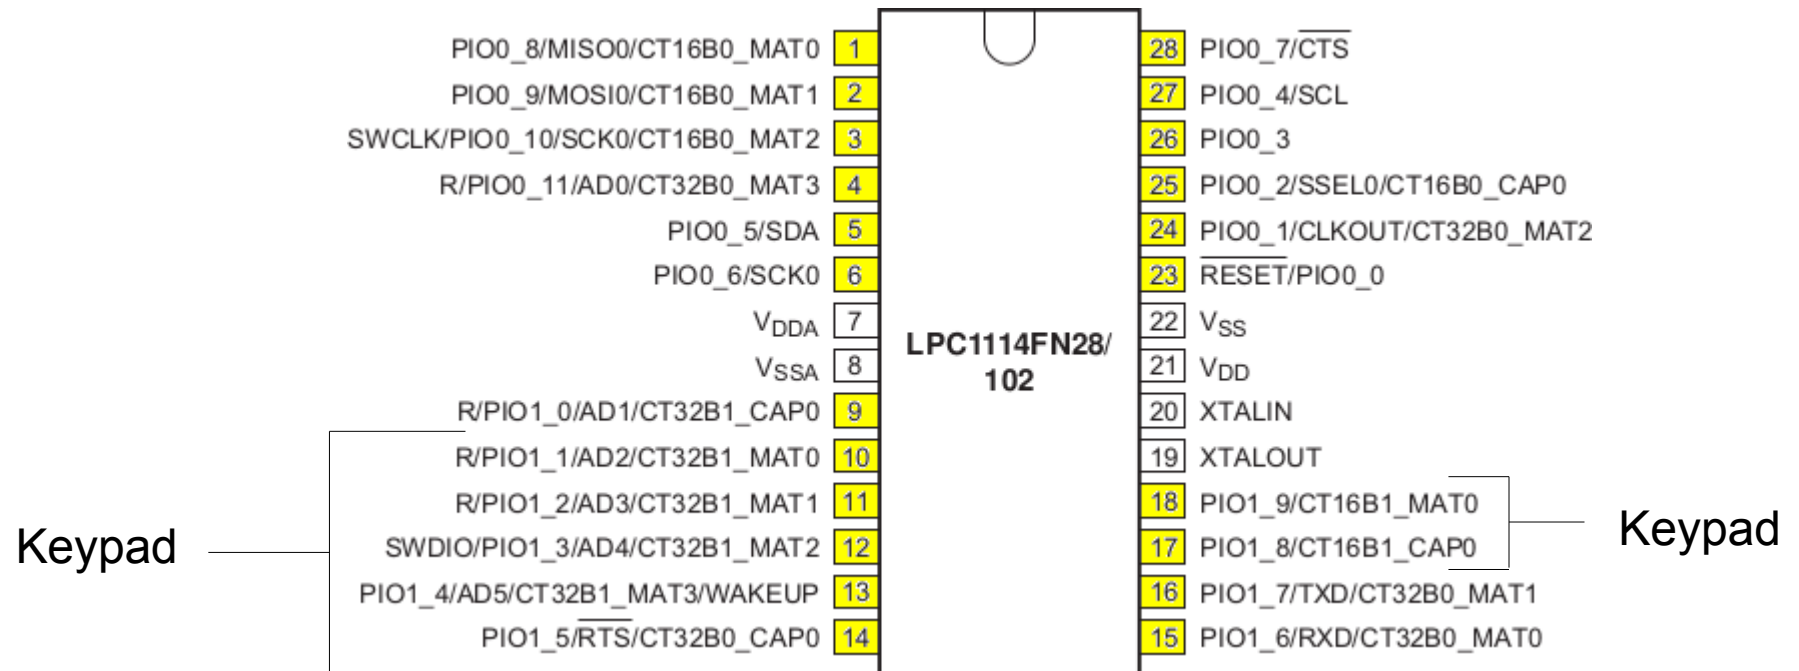 PIO0_8/MISO0/CT16B0_MAT0 1
28 PIO0_7/CTS
PIO0_9/MOSI0/CT16B0_MAT1 2
27 PIO0_4/SCL
SWCLK/PIO0_10/SCK0/CT16B0_MAT2 3
26 PIO0_3
R/PIO0_11/AD0/CT32B0_MAT3 4
25 PIO0_2/SSEL0/CT16B0_CAP0
PIO0_5/SDA 5
24 PIO0_1/CLKOUT/CT32B0_MAT2
PIO0_6/SCK0 6
23 RESET/PIO0_0
VDDA 7
22 VSS
LPC1114FN28/
102
VSSA 8
21 VDD
R/PIO1_0/AD1/CT32B1_CAP0 9
20 XTALIN
R/PIO1_1/AD2/CT32B1_MAT0 10
19 XTALOUT
R/PIO1_2/AD3/CT32B1_MAT1 11
18 PIO1_9/CT16B1_MAT0
Keypad
Keypad
SWDIO/PIO1_3/AD4/CT32B1_MAT2 12
17 PIO1_8/CT16B1_CAP0
PIO1_4/AD5/CT32B1_MAT3/WAKEUP 13
16 PIO1_7/TXD/CT32B0_MAT1
PIO1_5/RTS/CT32B0_CAP0 14
15 PIO1_6/RXD/CT32B0_MAT0